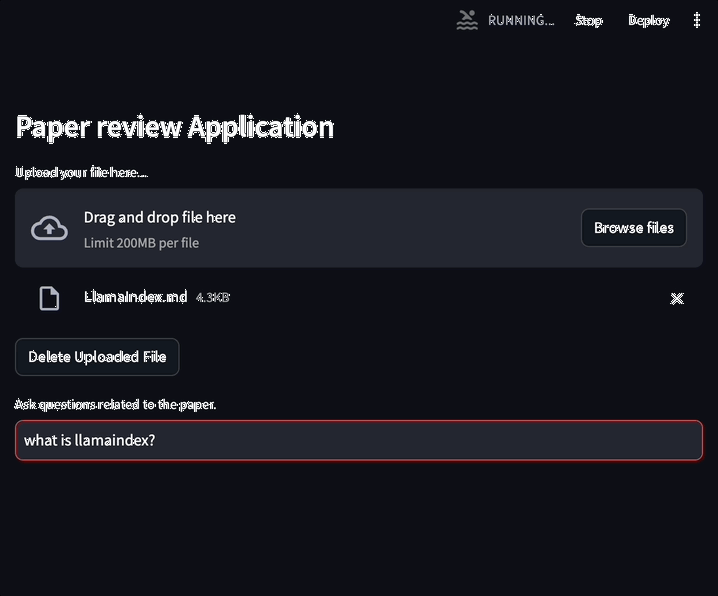 RUNNING... Stop Deploy
Paper review Application
Upload your file here...
Drag and drop file here
Limit 200MB per file
Browse files
LlamaIndex.md 4.3KB
Delete Uploaded File
Ask questions related to the paper.
what is llamaindex?